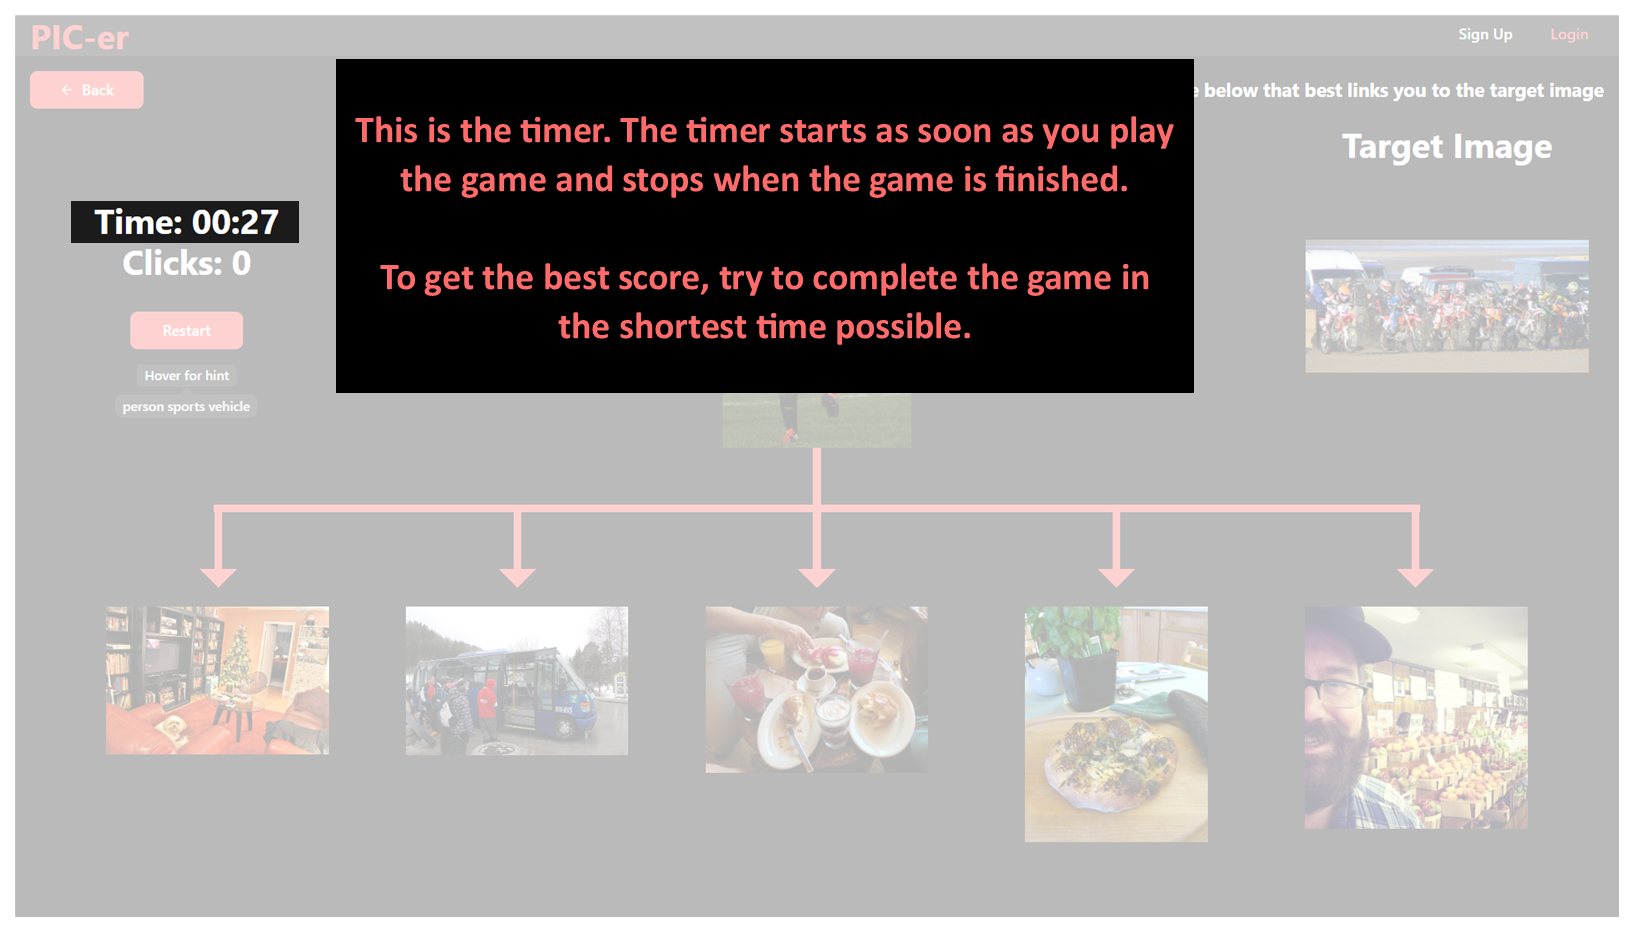 PIC-er
Sign Up
Login
← Back
below that best links you to the target image
This is the timer. The timer starts as soon as you play
the game and stops when the game is finished.
To get the best score, try to complete the game in
the shortest time possible.
Target Image
Time: 00:27
Clicks: 0
Restart
Hover for hint
person sports vehicle